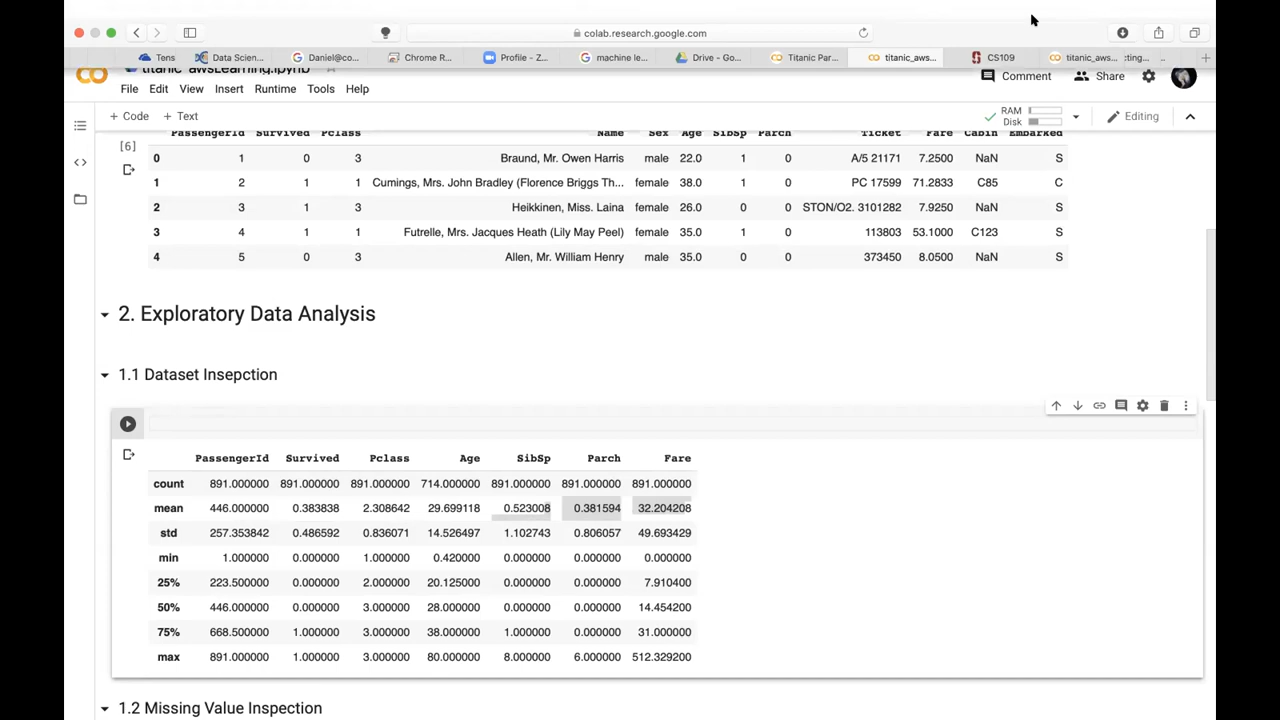 colab.research.google.com
Tens Data Scien... Daniel@co... Chrome R... Profile - Z... machine le... Drive - Go... Titanic Par... titanic_aws... CS109 titanic_aws... :ting... ..
titanic_awsLearning.ipynb
Comment Share
File Edit View Insert Runtime Tools Help
+ Code + Text RAM Disk Editing
PassengerId Survived Pclass Name Sex Age SibSp Parch Ticket Fare Cabin Embarked
[6]
0 1 0 3 Braund, Mr. Owen Harris male 22.0 1 0 A/5 21171 7.2500 NaN S
1 2 1 1 Cumings, Mrs. John Bradley (Florence Briggs Th... female 38.0 1 0 PC 17599 71.2833 C85 C
2 3 1 3 Heikkinen, Miss. Laina female 26.0 0 0 STON/O2. 3101282 7.9250 NaN S
3 4 1 1 Futrelle, Mrs. Jacques Heath (Lily May Peel) female 35.0 1 0 113803 53.1000 C123 S
4 5 0 3 Allen, Mr. William Henry male 35.0 0 0 373450 8.0500 NaN S
2. Exploratory Data Analysis
1.1 Dataset Insepction
PassengerId Survived Pclass Age SibSp Parch Fare
count 891.000000 891.000000 891.000000 714.000000 891.000000 891.000000 891.000000
mean 446.000000 0.383838 2.308642 29.699118 0.523008 0.381594 32.204208
std 257.353842 0.486592 0.836071 14.526497 1.102743 0.806057 49.693429
min 1.000000 0.000000 1.000000 0.420000 0.000000 0.000000 0.000000
25% 223.500000 0.000000 2.000000 20.125000 0.000000 0.000000 7.910400
50% 446.000000 0.000000 3.000000 28.000000 0.000000 0.000000 14.454200
75% 668.500000 1.000000 3.000000 38.000000 1.000000 0.000000 31.000000
max 891.000000 1.000000 3.000000 80.000000 8.000000 6.000000 512.329200
1.2 Missing Value Inspection